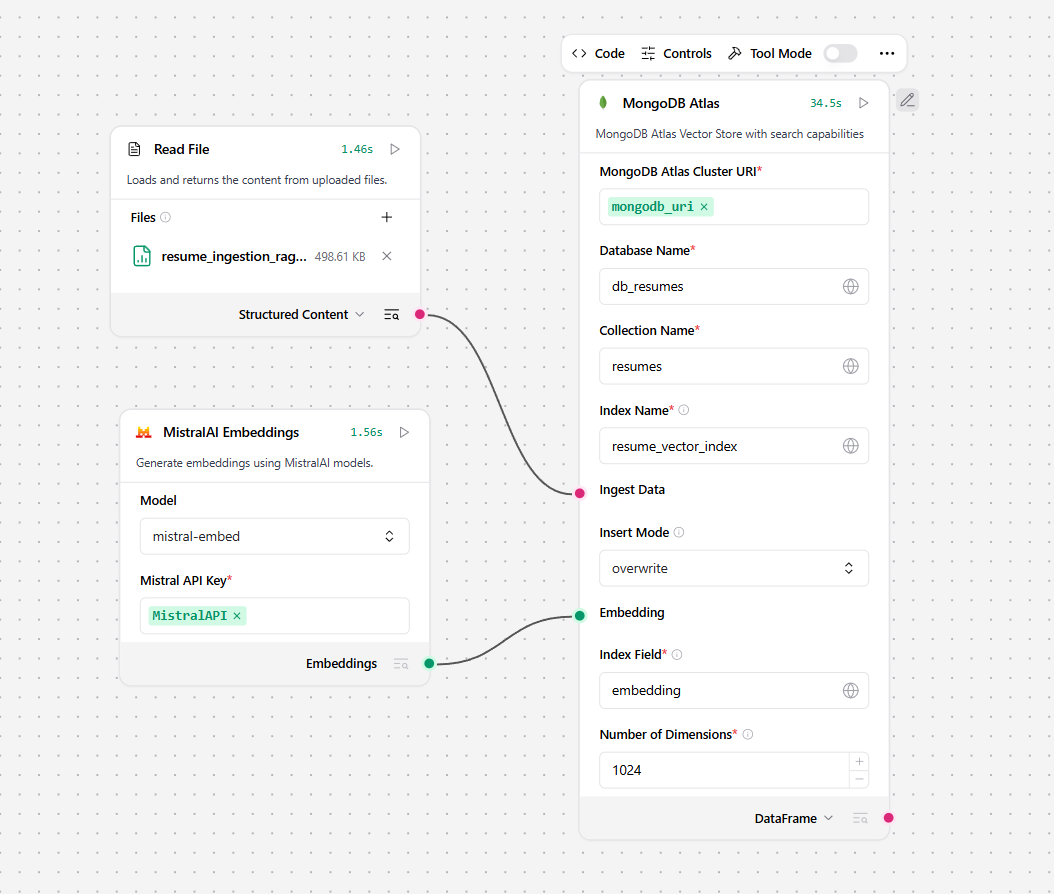 Code Controls Tool Mode
MongoDB Atlas 34.5s
MongoDB Atlas Vector Store with search capabilities
MongoDB Atlas Cluster URI*
mongodb_uri ×
Database Name*
db_resumes
Collection Name*
resumes
Index Name*
resume_vector_index
Ingest Data
Insert Mode
overwrite
Embedding
Index Field*
embedding
Number of Dimensions*
1024
DataFrame
Read File 1.46s
Loads and returns the content from uploaded files.
Files
resume_ingestion_rag... 498.61 KB
Structured Content
MistralAI Embeddings 1.56s
Generate embeddings using MistralAI models.
Model
mistral-embed
Mistral API Key*
MistralAPI ×
Embeddings